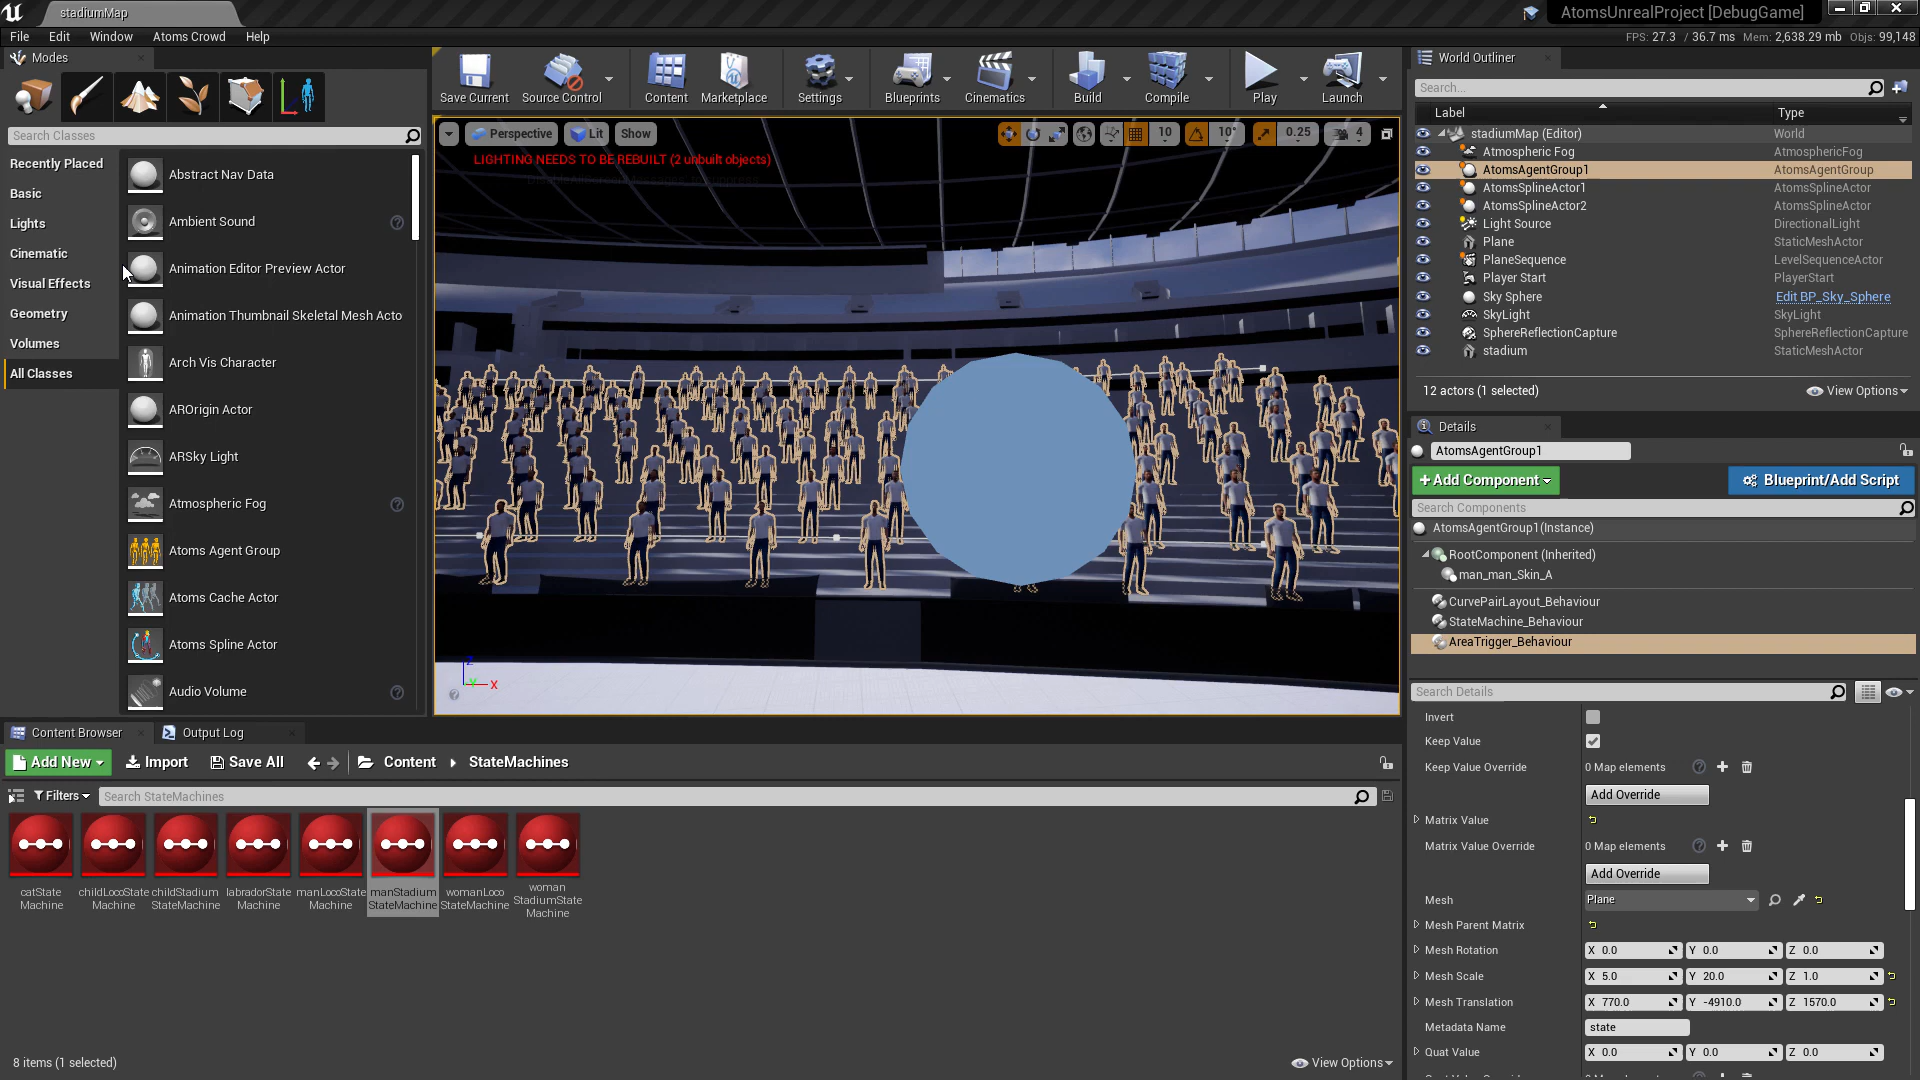 stadiumMap
AtomsUnrealProject [DebugGame]
File Edit Window Atoms Crowd Help
FPS: 27.3 / 36.7 ms Mem: 2,638.29 mb Objs: 99,148
Modes
Search Classes
Recently Placed
Basic
Lights
Cinematic
Visual Effects
Geometry
Volumes
All Classes
Abstract Nav Data
Ambient Sound
Animation Editor Preview Actor
Animation Thumbnail Skeletal Mesh Acto
Arch Vis Character
AROrigin Actor
ARSky Light
Atmospheric Fog
Atoms Agent Group
Atoms Cache Actor
Atoms Spline Actor
Audio Volume
Save Current Source Control Content Marketplace Settings Blueprints Cinematics Build Compile Play Launch
Perspective Lit Show 10 10° 0.25 4
LIGHTING NEEDS TO BE REBUILT (2 unbuilt objects)
Z
Y X
World Outliner
Search...
Label Type
stadiumMap (Editor) World
Atmospheric Fog AtmosphericFog
AtomsAgentGroup1 AtomsAgentGroup
AtomsSplineActor1 AtomsSplineActor
AtomsSplineActor2 AtomsSplineActor
Light Source DirectionalLight
Plane StaticMeshActor
PlaneSequence LevelSequenceActor
Player Start PlayerStart
Sky Sphere Edit BP_Sky_Sphere
SkyLight SkyLight
SphereReflectionCapture SphereReflectionCapture
stadium StaticMeshActor
12 actors (1 selected) View Options
Details
AtomsAgentGroup1
+Add Component Blueprint/Add Script
Search Components
AtomsAgentGroup1(Instance)
RootComponent (Inherited)
man_man_Skin_A
CurvePairLayout_Behaviour
StateMachine_Behaviour
AreaTrigger_Behaviour
Search Details
Invert
Keep Value
Keep Value Override 0 Map elements
Add Override
Matrix Value
Matrix Value Override 0 Map elements
Add Override
Mesh Plane
Mesh Parent Matrix
Mesh Rotation X 0.0 Y 0.0 Z 0.0
Mesh Scale X 5.0 Y 20.0 Z 1.0
Mesh Translation X 770.0 Y -4910.0 Z 1570.0
Metadata Name state
Quat Value X 0.0 Y 0.0 Z 0.0
Content Browser Output Log
Add New Import Save All Content StateMachines
Filters Search StateMachines
catState
Machine
childLocoState
Machine
childStadium
StateMachine
labradorState
Machine
manLocoState
Machine
manStadium
StateMachine
womanLoco
StateMachine
woman
StadiumState
Machine
8 items (1 selected) View Options